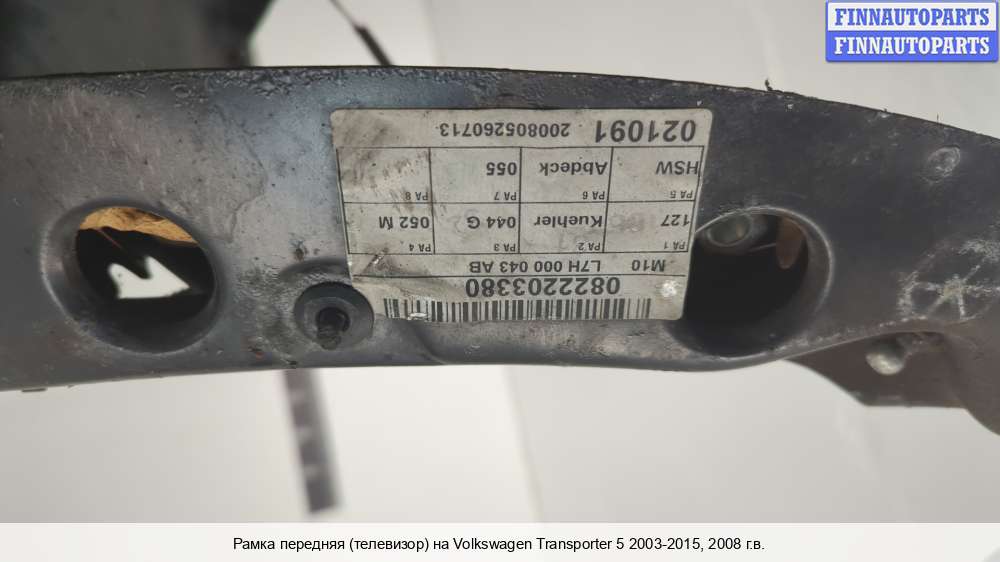 FINNAUTOPARTS
FINNAUTOPARTS
0822203380
M10 L7H 000 043 AB
PA 1 PA 2 PA 3 PA 4
127 Kuehler 044 G 052 M
PA 5 PA 6 PA 7 PA 8
HSW Abdeck 055
021091 200805260713
Рамка передняя (телевизор) на Volkswagen Transporter 5 2003-2015, 2008 г.в.